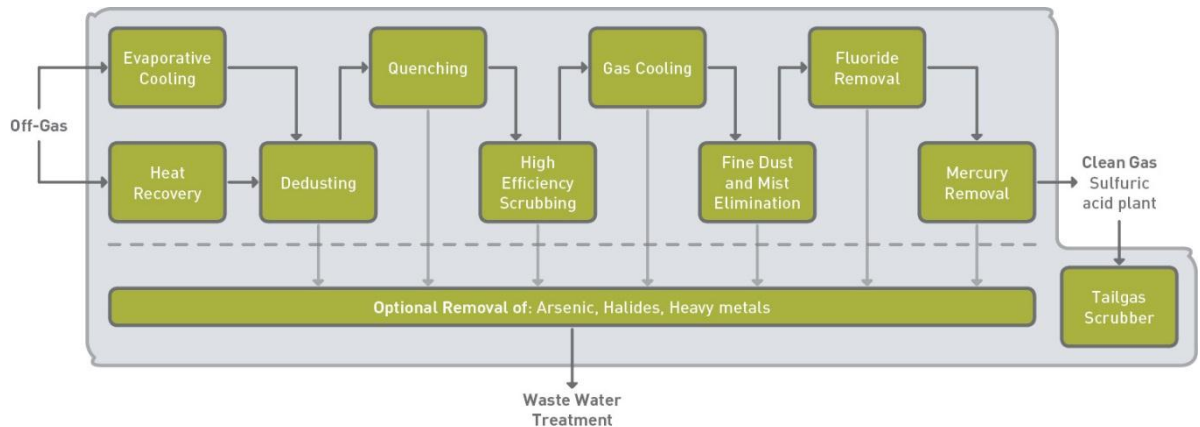 Off-Gas
Evaporative
Cooling
Heat
Recovery
Dedusting
Quenching
High
Efficiency
Scrubbing
Gas Cooling
Fine Dust
and Mist
Elimination
Fluoride
Removal
Mercury
Removal
Clean Gas
Sulfuric
acid plant
Tailgas
Scrubber
Optional Removal of: Arsenic, Halides, Heavy metals
Waste Water
Treatment